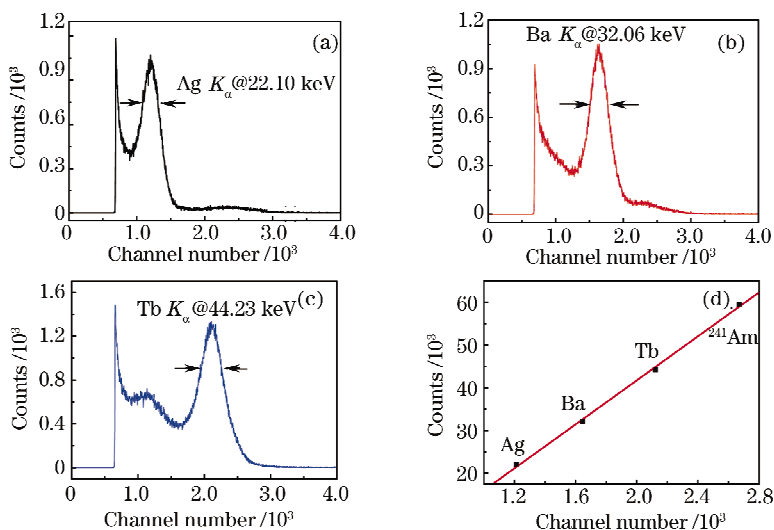 1.2
0.9
0.6
0.3
0
Counts /10³
(a)
Ag Kα@22.10 keV
0
1.0
2.0
3.0
4.0
Channel number /10³
1.2
0.9
0.6
0.3
0
Counts /10³
Ba Kα@32.06 keV
(b)
0
1.0
2.0
3.0
4.0
Channel number /10³
1.6
1.2
0.8
0.4
0
Counts /10³
Tb Kα@44.23 keV
(c)
0
1.0
2.0
3.0
4.0
Channel number /10³
60
50
40
30
20
Counts /10³
(d)
²⁴¹Am
Tb
Ba
Ag
1.2
1.6
2.0
2.4
2.8
Channel number /10³